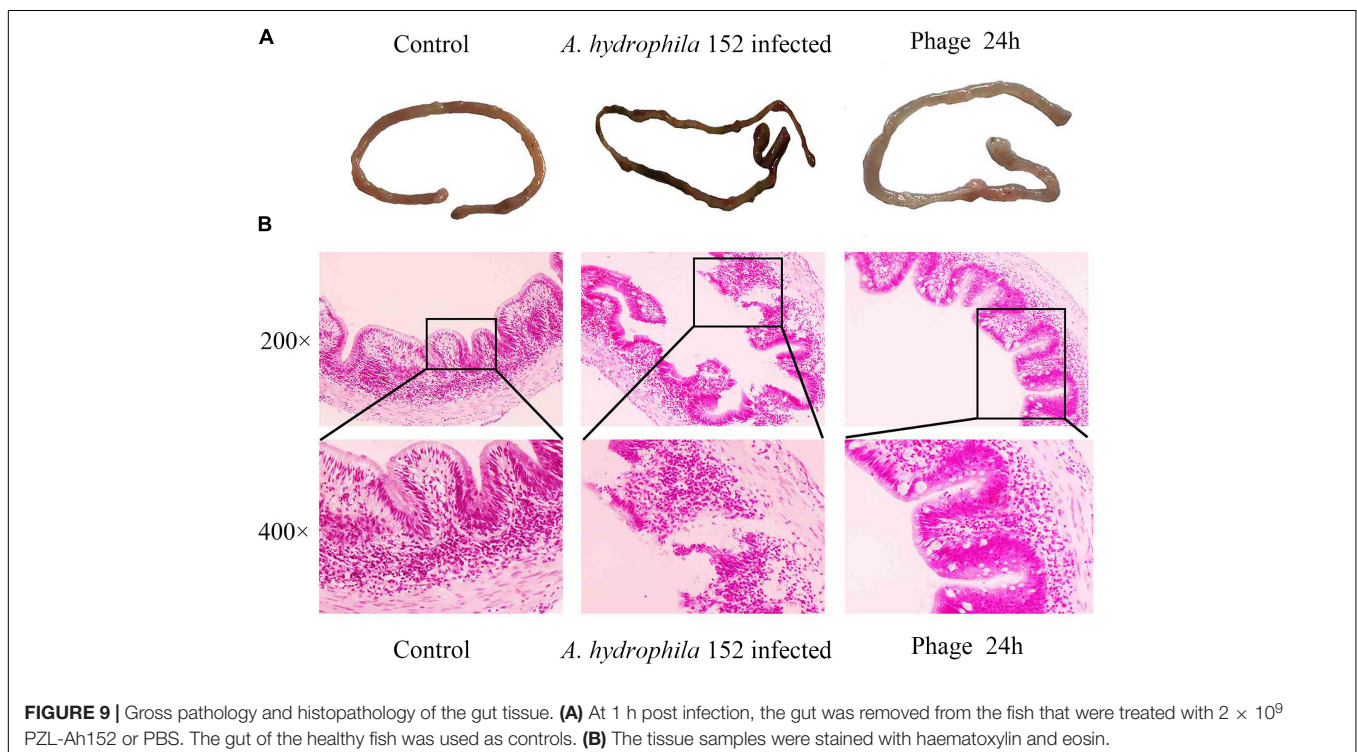 A
Control A. hydrophila 152 infected Phage 24h
B
200×
400×
Control A. hydrophila 152 infected Phage 24h
FIGURE 9 | Gross pathology and histopathology of the gut tissue. (A) At 1 h post infection, the gut was removed from the fish that were treated with 2 × 10⁹
PZL-Ah152 or PBS. The gut of the healthy fish was used as controls. (B) The tissue samples were stained with haematoxylin and eosin.